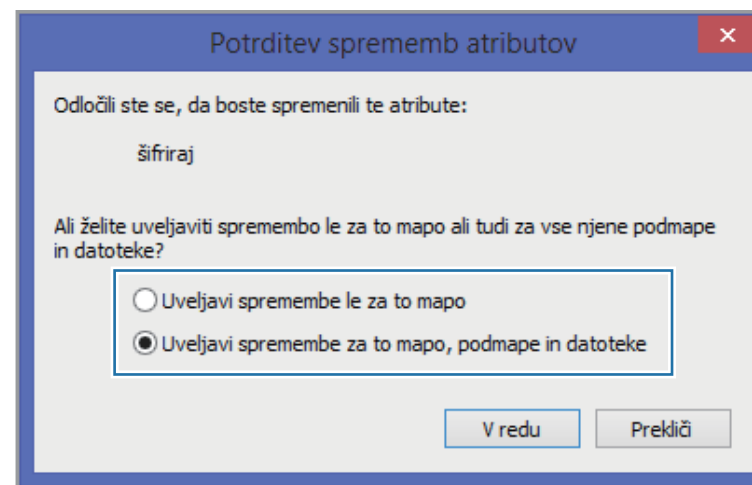 Potrditev sprememb atributov
Odločili ste se, da boste spremenili te atribute:
šifriraj
Ali želite uveljaviti spremembo le za to mapo ali tudi za vse njene podmape
in datoteke?
Uveljavi spremembe le za to mapo
Uveljavi spremembe za to mapo, podmape in datoteke
V redu
Prekliči